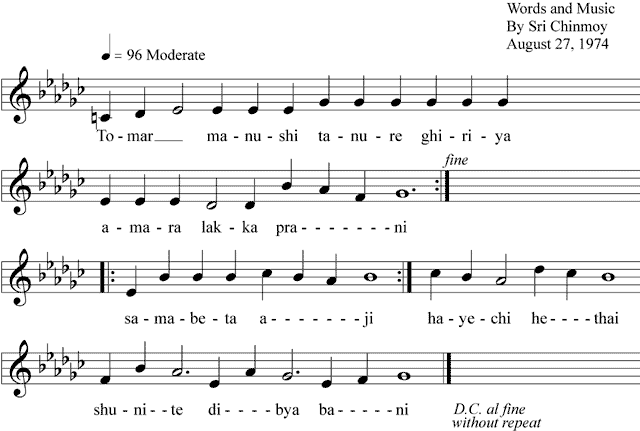 Words and Music
By Sri Chinmoy
August 27, 1974
= 96 Moderate
To-mar___ ma-nu-shi ta-nu-re ghi-ri-ya
fine
a-ma-ra lak-ka pra--------ni
sa-ma-be-ta a-------ji ha-ye-chi he----thai
shu-ni--te di----bya ba-----ni
D.C. al fine
without repeat